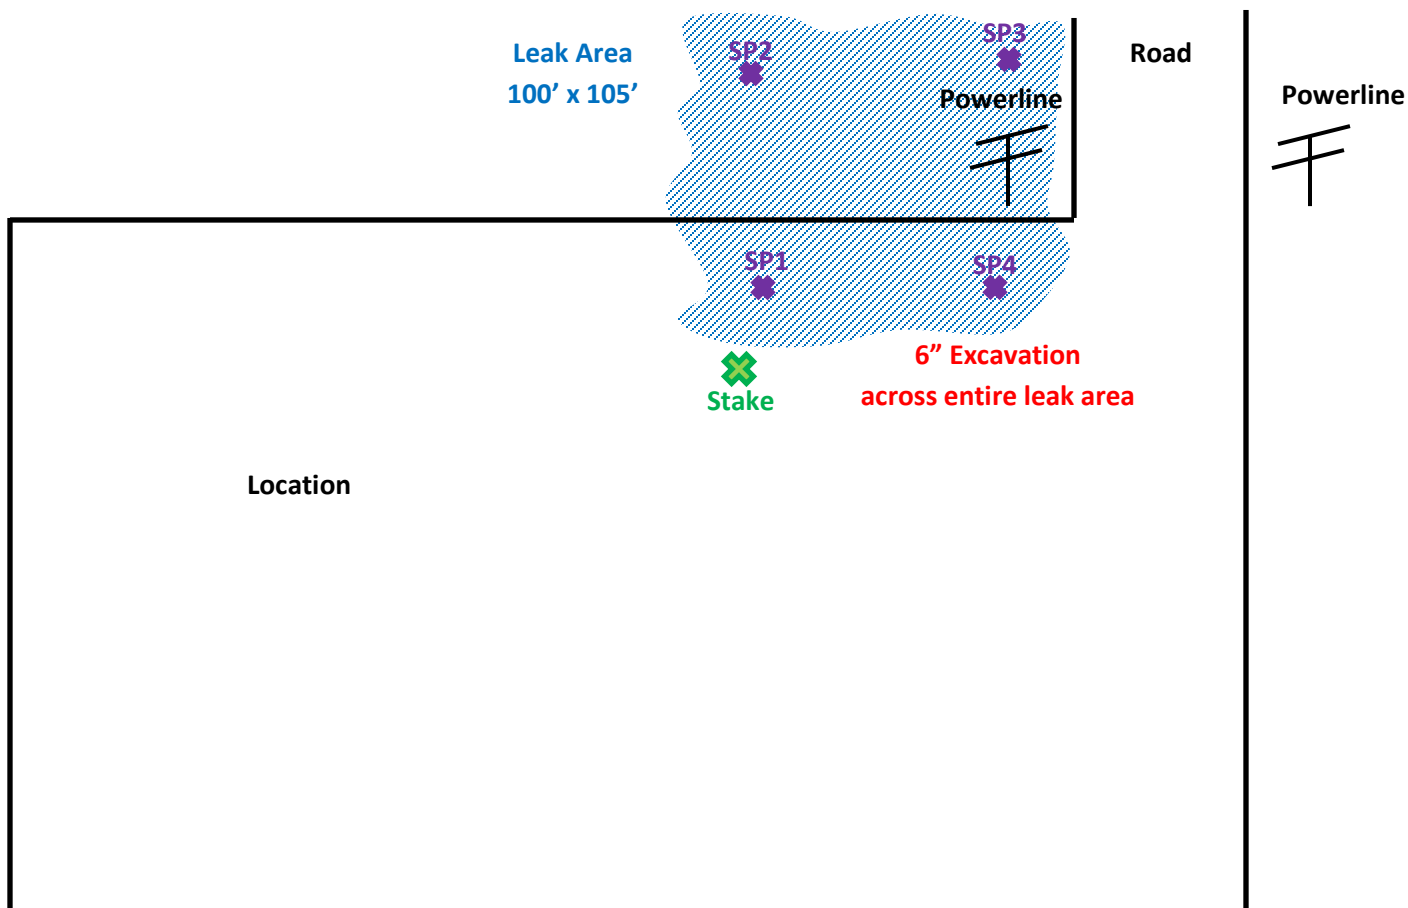 Leak Area
100’ x 105’
SP2
SP3
Road
Powerline
Powerline
SP1
SP4
6” Excavation
across entire leak area
Stake
Location